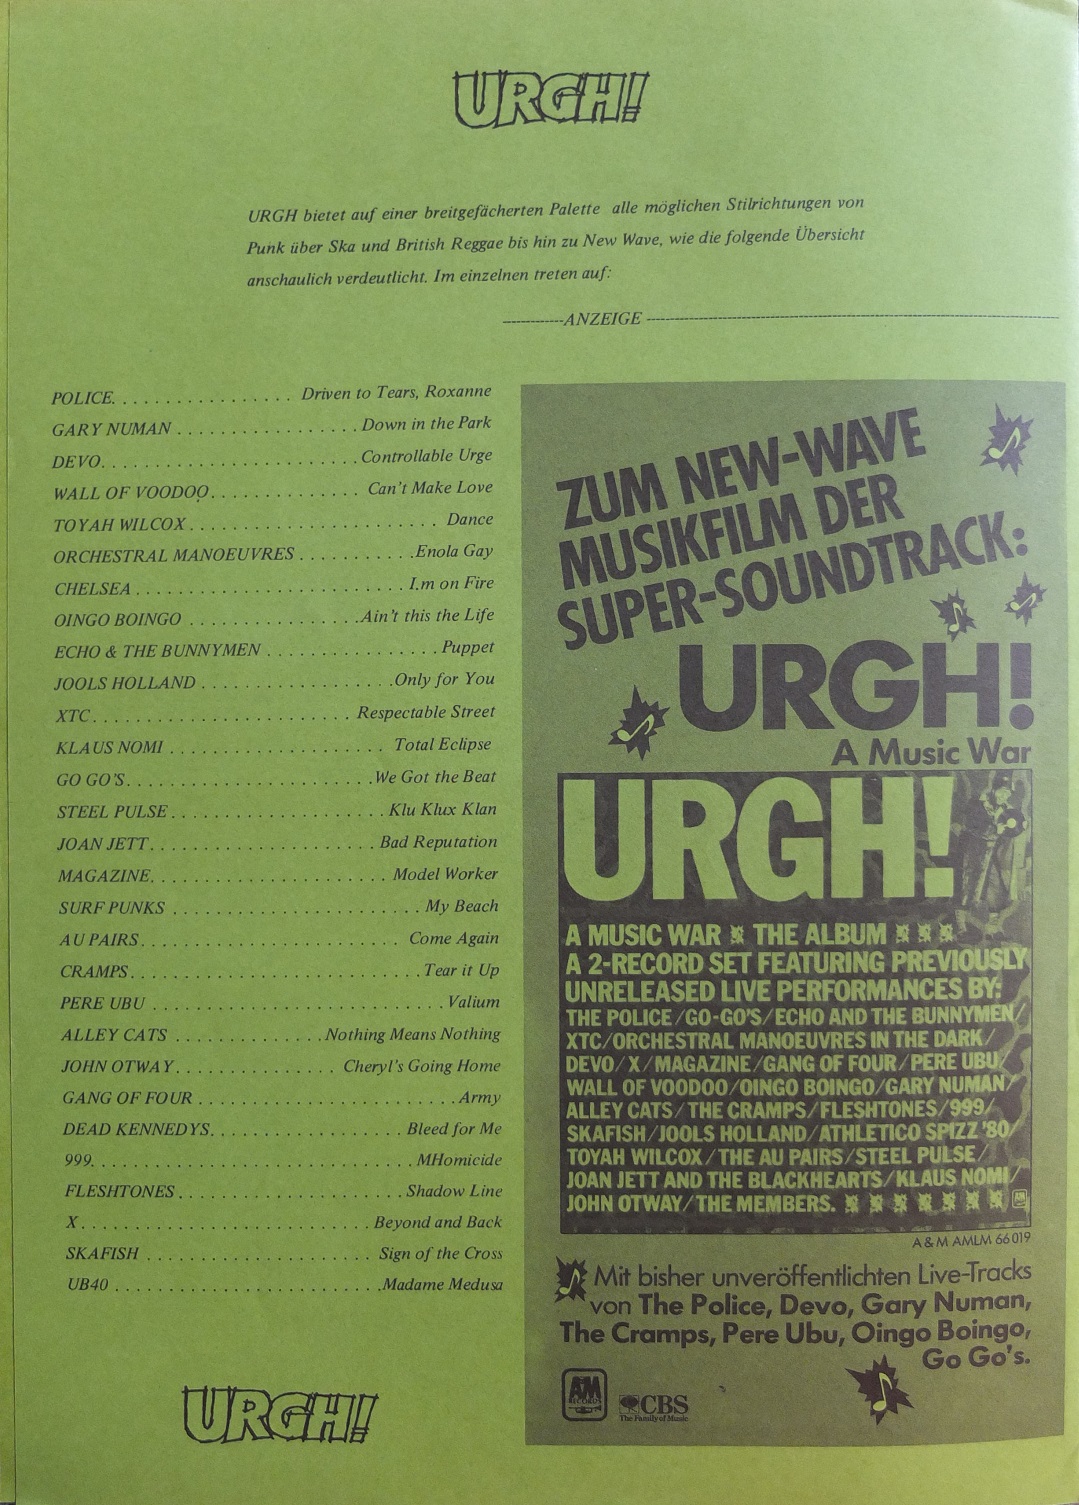 URGH!
URGH bietet auf einer breitgefächerten Palette alle möglichen Stilrichtungen von
Punk über Ska und British Reggae bis hin zu New Wave, wie die folgende Übersicht
anschaulich verdeutlicht. Im einzelnen treten auf:
------------ANZEIGE ------------
POLICE. . . . . . . . . . . . . . . . . Driven to Tears, Roxanne
GARY NUMAN . . . . . . . . . . . . . . . . . Down in the Park
DEVO. . . . . . . . . . . . . . . . . . . . . . . . Controllable Urge
WALL OF VOODOO. . . . . . . . . . . . . . Can't Make Love
TOYAH WILCOX . . . . . . . . . . . . . . . . . . . . . . . Dance
ORCHESTRAL MANOEUVRES . . . . . . . . . . .Enola Gay
CHELSEA . . . . . . . . . . . . . . . . . . . . . . . . . I.m on Fire
OINGO BOINGO . . . . . . . . . . . . . . . .Ain't this the Life
ECHO & THE BUNNYMEN . . . . . . . . . . . . . . . . Puppet
JOOLS HOLLAND . . . . . . . . . . . . . . . . . .Only for You
XTC. . . . . . . . . . . . . . . . . . . . . . . . Respectable Street
KLAUS NOMI . . . . . . . . . . . . . . . . . . . . Total Eclipse
GO GO'S. . . . . . . . . . . . . . . . . . . . . . .We Got the Beat
STEEL PULSE . . . . . . . . . . . . . . . . . . . . Klu Klux Klan
JOAN JETT. . . . . . . . . . . . . . . . . . . . . Bad Reputation
MAGAZINE. . . . . . . . . . . . . . . . . . . . . . Model Worker
SURF PUNKS . . . . . . . . . . . . . . . . . . . . . . . My Beach
AU PAIRS. . . . . . . . . . . . . . . . . . . . . . . . Come Again
CRAMPS. . . . . . . . . . . . . . . . . . . . . . . . . . . Tear it Up
PERE UBU . . . . . . . . . . . . . . . . . . . . . . . . . . . Valium
ALLEY CATS . . . . . . . . . . . . . Nothing Means Nothing
JOHN OTWAY. . . . . . . . . . . . . . . Cheryl's Going Home
GANG OF FOUR . . . . . . . . . . . . . . . . . . . . . . . . .Army
DEAD KENNEDYS. . . . . . . . . . . . . . . . . . Bleed for Me
999. . . . . . . . . . . . . . . . . . . . . . . . . . . . . . MHomicide
FLESHTONES . . . . . . . . . . . . . . . . . . . . . Shadow Line
X . . . . . . . . . . . . . . . . . . . . . . . . . . . . Beyond and Back
SKAFISH . . . . . . . . . . . . . . . . . . . . . Sign of the Cross
UB40 . . . . . . . . . . . . . . . . . . . . . . . . . .Madame Medusa
URGH!
ZUM NEW-WAVE
MUSIKFILM DER
SUPER-SOUNDTRACK:
URGH!
A Music War
URGH!
A MUSIC WAR THE ALBUM
A 2-RECORD SET FEATURING PREVIOUSLY
UNRELEASED LIVE PERFORMANCES BY:
THE POLICE/GO-GO'S/ECHO AND THE BUNNYMEN/
XTC/ORCHESTRAL MANOEUVRES IN THE DARK/
DEVO/X/MAGAZINE/GANG OF FOUR/PERE UBU/
WALL OF VOODOO/OINGO BOINGO/GARY NUMAN/
ALLEY CATS/THE CRAMPS/FLESHTONES/999/
SKAFISH/JOOLS HOLLAND/ATHLETICO SPIZZ '80/
TOYAH WILCOX/THE AU PAIRS/STEEL PULSE/
JOAN JETT AND THE BLACKHEARTS/KLAUS NOMI/
JOHN OTWAY/THE MEMBERS.
A & M AMLM 66 019
Mit bisher unveröffentlichten Live-Tracks
von The Police, Devo, Gary Numan,
The Cramps, Pere Ubu, Oingo Boingo,
Go Go's.
A&M
RECORDS
CBS
The Family of Music